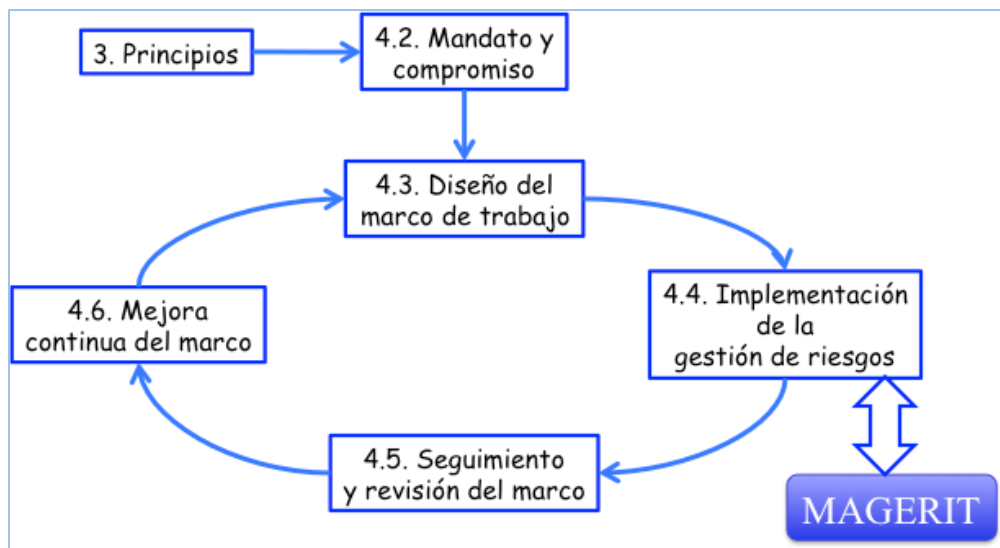 3. Principios
4.2. Mandato y
compromiso
4.3. Diseño del
marco de trabajo
4.4. Implementación
de la
gestión de riesgos
4.6. Mejora
continua del marco
4.5. Seguimiento
y revisión del marco
MAGERIT